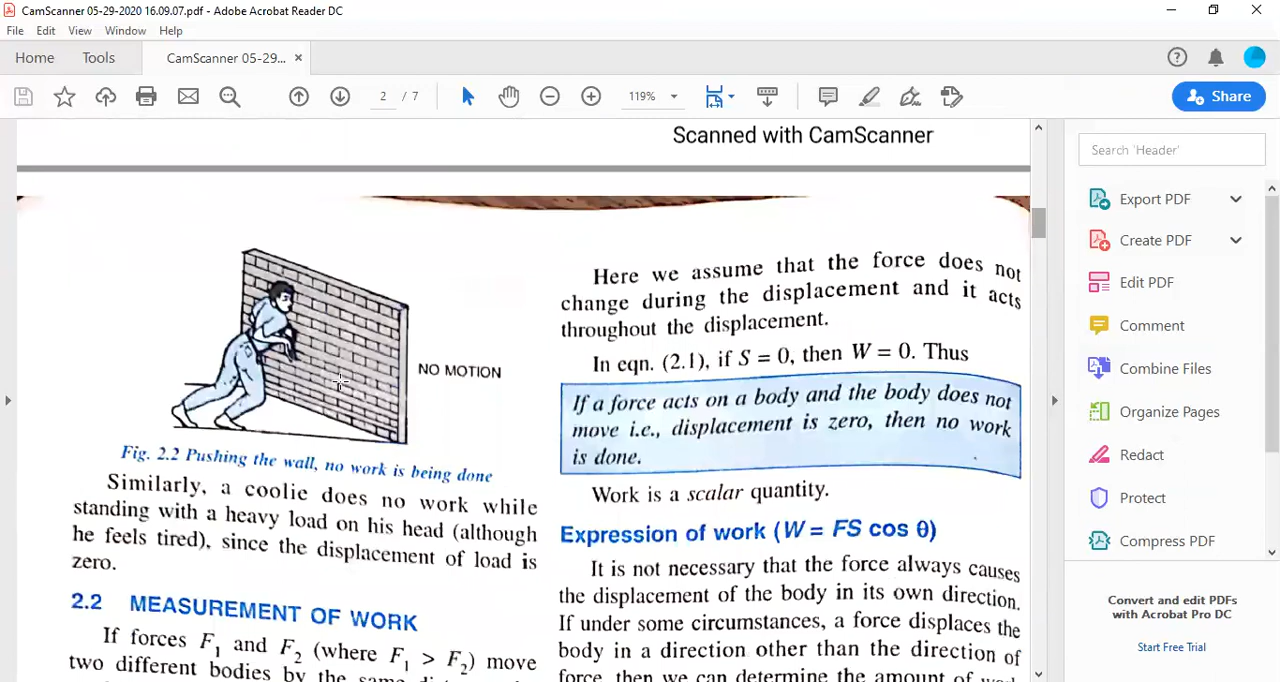 CamScanner 05-29-2020 16.09.07.pdf - Adobe Acrobat Reader DC
File Edit View Window Help
Home Tools CamScanner 05-29... ×
2 / 7 119% Share
Scanned with CamScanner
NO MOTION
Fig. 2.2 Pushing the wall, no work is being done
Similarly, a coolie does no work while
standing with a heavy load on his head (although
he feels tired), since the displacement of load is
zero.
2.2 MEASUREMENT OF WORK
If forces F₁ and F₂ (where F₁ > F₂) move
two different bodies by the same
Here we assume that the force does not
change during the displacement and it acts
throughout the displacement.
In eqn. (2.1), if S = 0, then W = 0. Thus
If a force acts on a body and the body does not
move i.e., displacement is zero, then no work
is done.
Work is a scalar quantity.
Expression of work (W = FS cos θ)
It is not necessary that the force always causes
the displacement of the body in its own direction.
If under some circumstances, a force displaces the
body in a direction other than the direction of
force, then we can determine the amount of
Search 'Header'
Export PDF
Create PDF
Edit PDF
Comment
Combine Files
Organize Pages
Redact
Protect
Compress PDF
Convert and edit PDFs
with Acrobat Pro DC
Start Free Trial